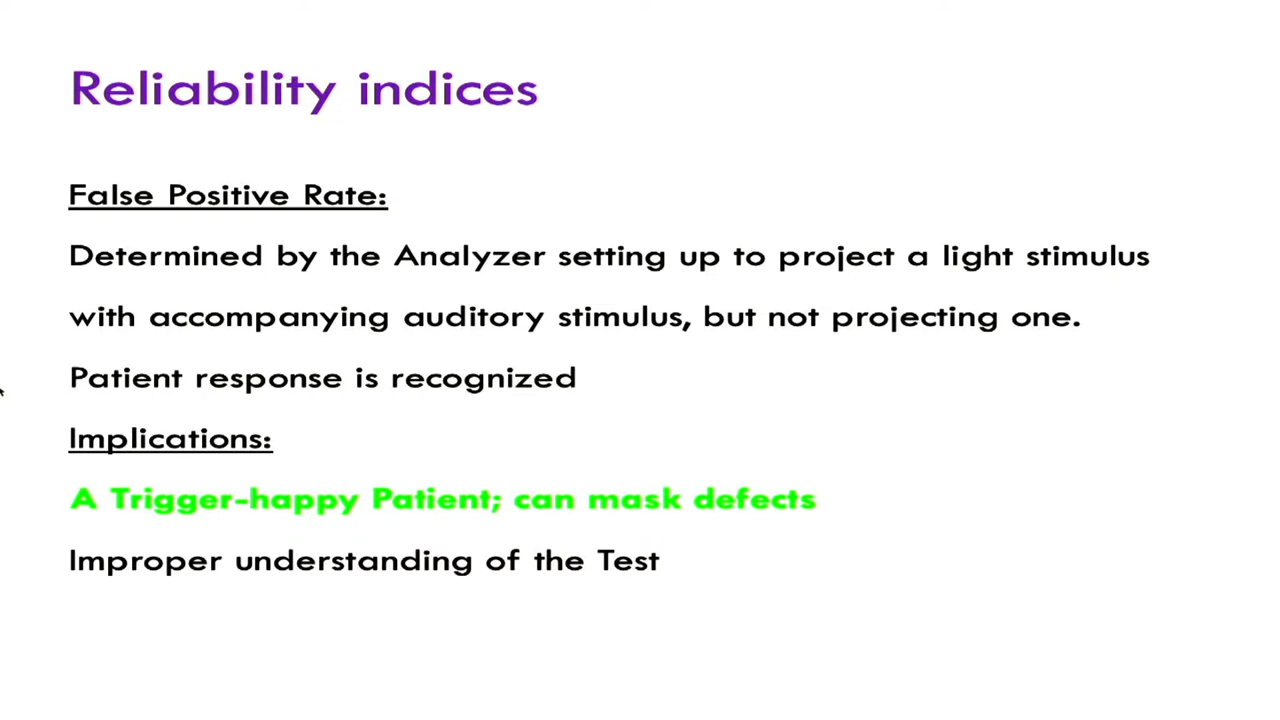 Reliability indices
False Positive Rate:
Determined by the Analyzer setting up to project a light stimulus
with accompanying auditory stimulus, but not projecting one.
Patient response is recognized
Implications:
A Trigger-happy Patient; can mask defects
Improper understanding of the Test